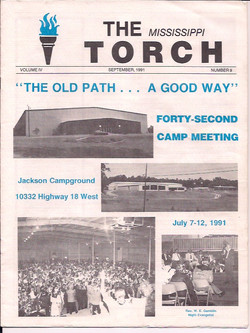 THE MISSISSIPPI
TORCH
VOLUME IV
SEPTEMBER, 1991
NUMBER 8
"THE OLD PATH . . . A GOOD WAY"
FORTY-SECOND
CAMP MEETING
Jackson Campground
10332 Highway 18 West
July 7-12, 1991
Night Evangelist